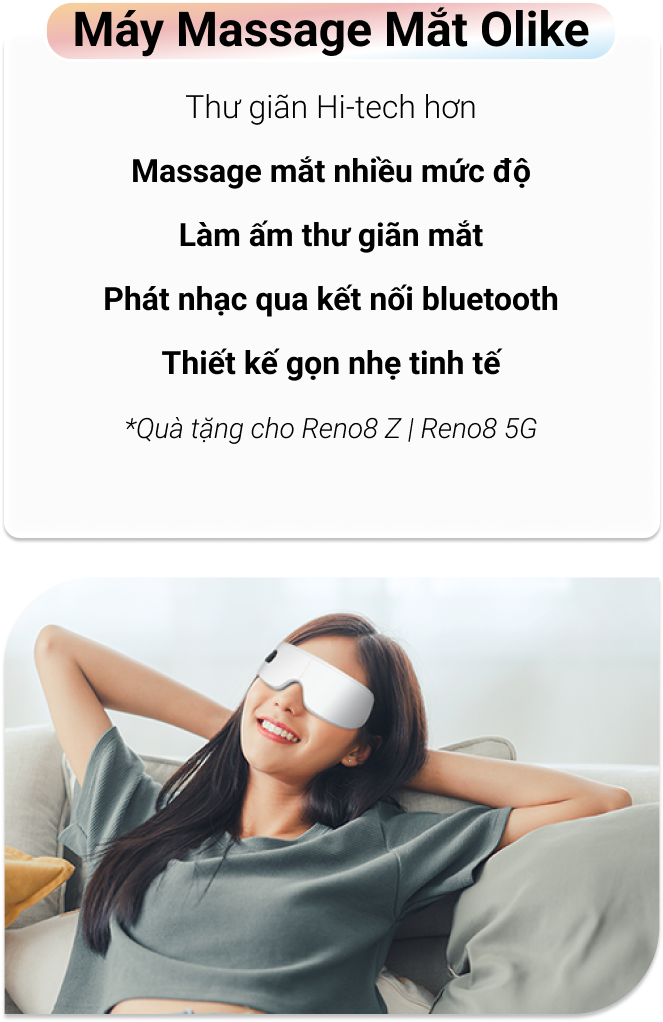 Máy Massage Mắt Olike
Thư giãn Hi-tech hơn
Massage mắt nhiều mức độ
Làm ấm thư giãn mắt
Phát nhạc qua kết nối bluetooth
Thiết kế gọn nhẹ tinh tế
*Quà tặng cho Reno8 Z | Reno8 5G